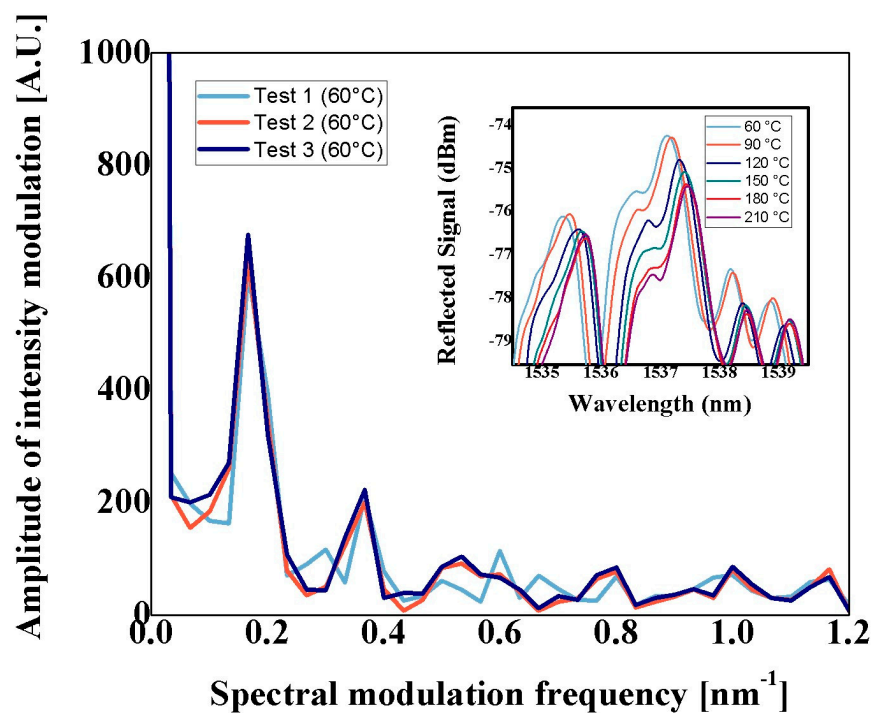 Amplitude of intensity modulation [A.U.]
1000
800
600
400
200
0
0.0 0.2 0.4 0.6 0.8 1.0 1.2
Spectral modulation frequency [nm-1]
Test 1 (60°C)
Test 2 (60°C)
Test 3 (60°C)
Reflected Signal (dBm)
-74
-75
-76
-77
-78
-79
1535 1536 1537 1538 1539
Wavelength (nm)
60 °C
90 °C
120 °C
150 °C
180 °C
210 °C